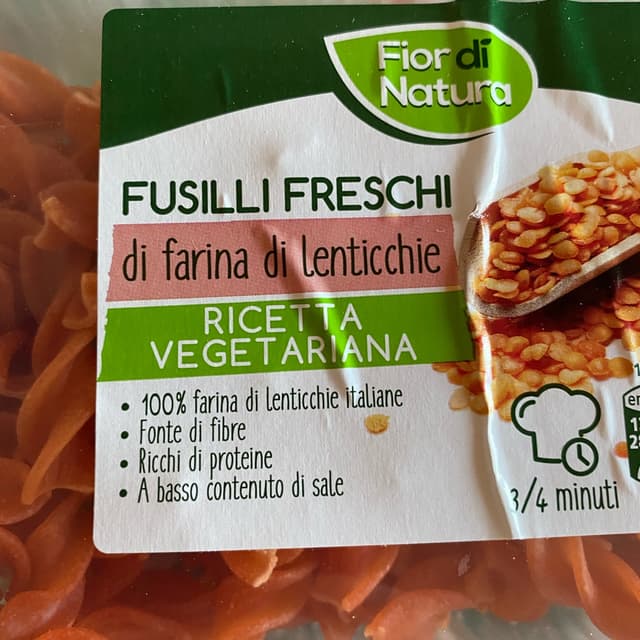 Fior di
Natura
FUSILLI FRESCHI
di farina di lenticchie
RICETTA
VEGETARIANA
• 100% farina di lenticchie italiane
• Fonte di fibre
• Ricchi di proteine
• A basso contenuto di sale
3/4 minuti